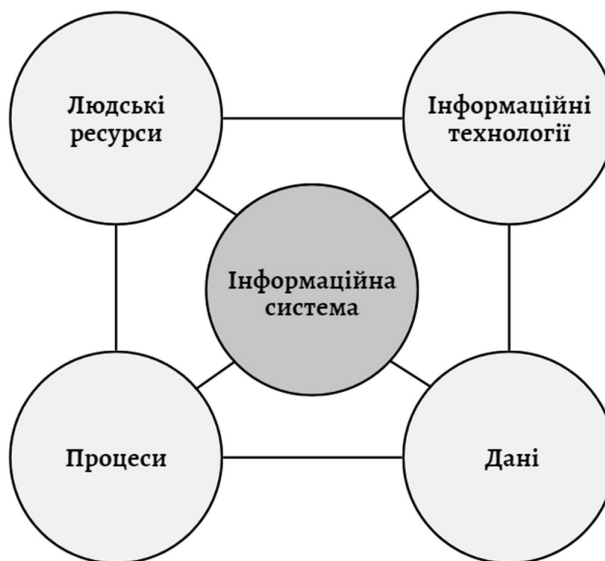 Людські
ресурси
Інформаційні
технології
Інформаційна
система
Процеси
Дані